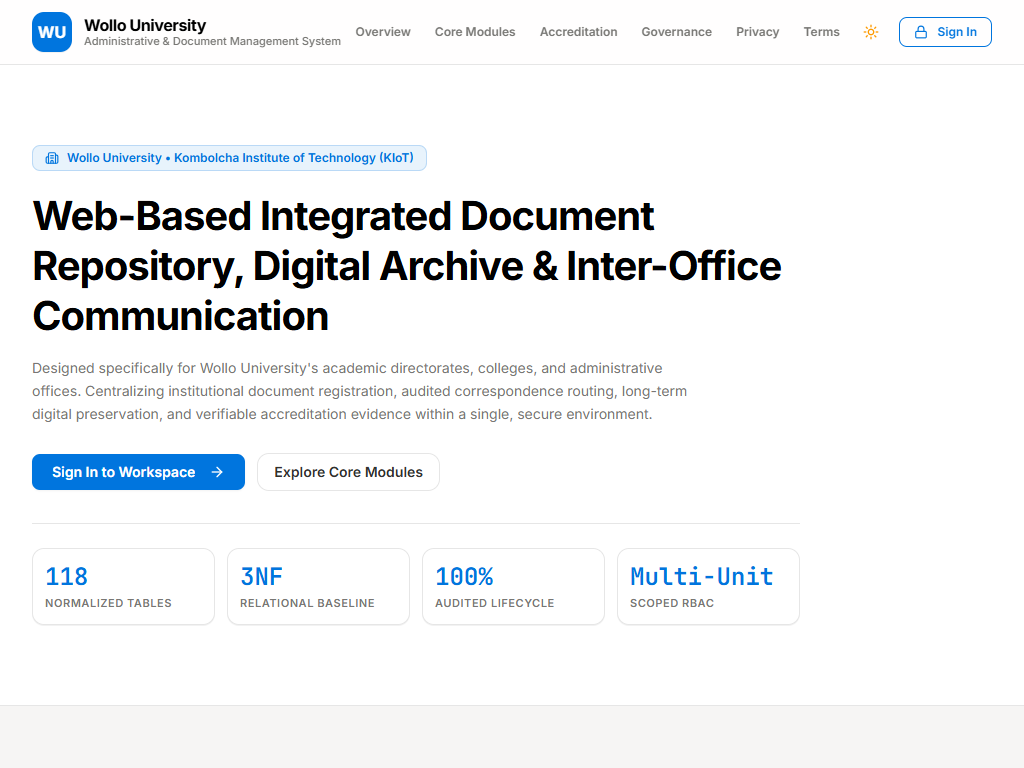 WU
Wollo University
Administrative & Document Management System
Overview
Core Modules
Accreditation
Governance
Privacy
Terms
Sign In
Wollo University • Kombolcha Institute of Technology (KIoT)
Web-Based Integrated Document
Repository, Digital Archive & Inter-Office
Communication
Designed specifically for Wollo University's academic directorates, colleges, and administrative
offices. Centralizing institutional document registration, audited correspondence routing, long-term
digital preservation, and verifiable accreditation evidence within a single, secure environment.
Sign In to Workspace
Explore Core Modules
118
NORMALIZED TABLES
3NF
RELATIONAL BASELINE
100%
AUDITED LIFECYCLE
Multi-Unit
SCOPED RBAC